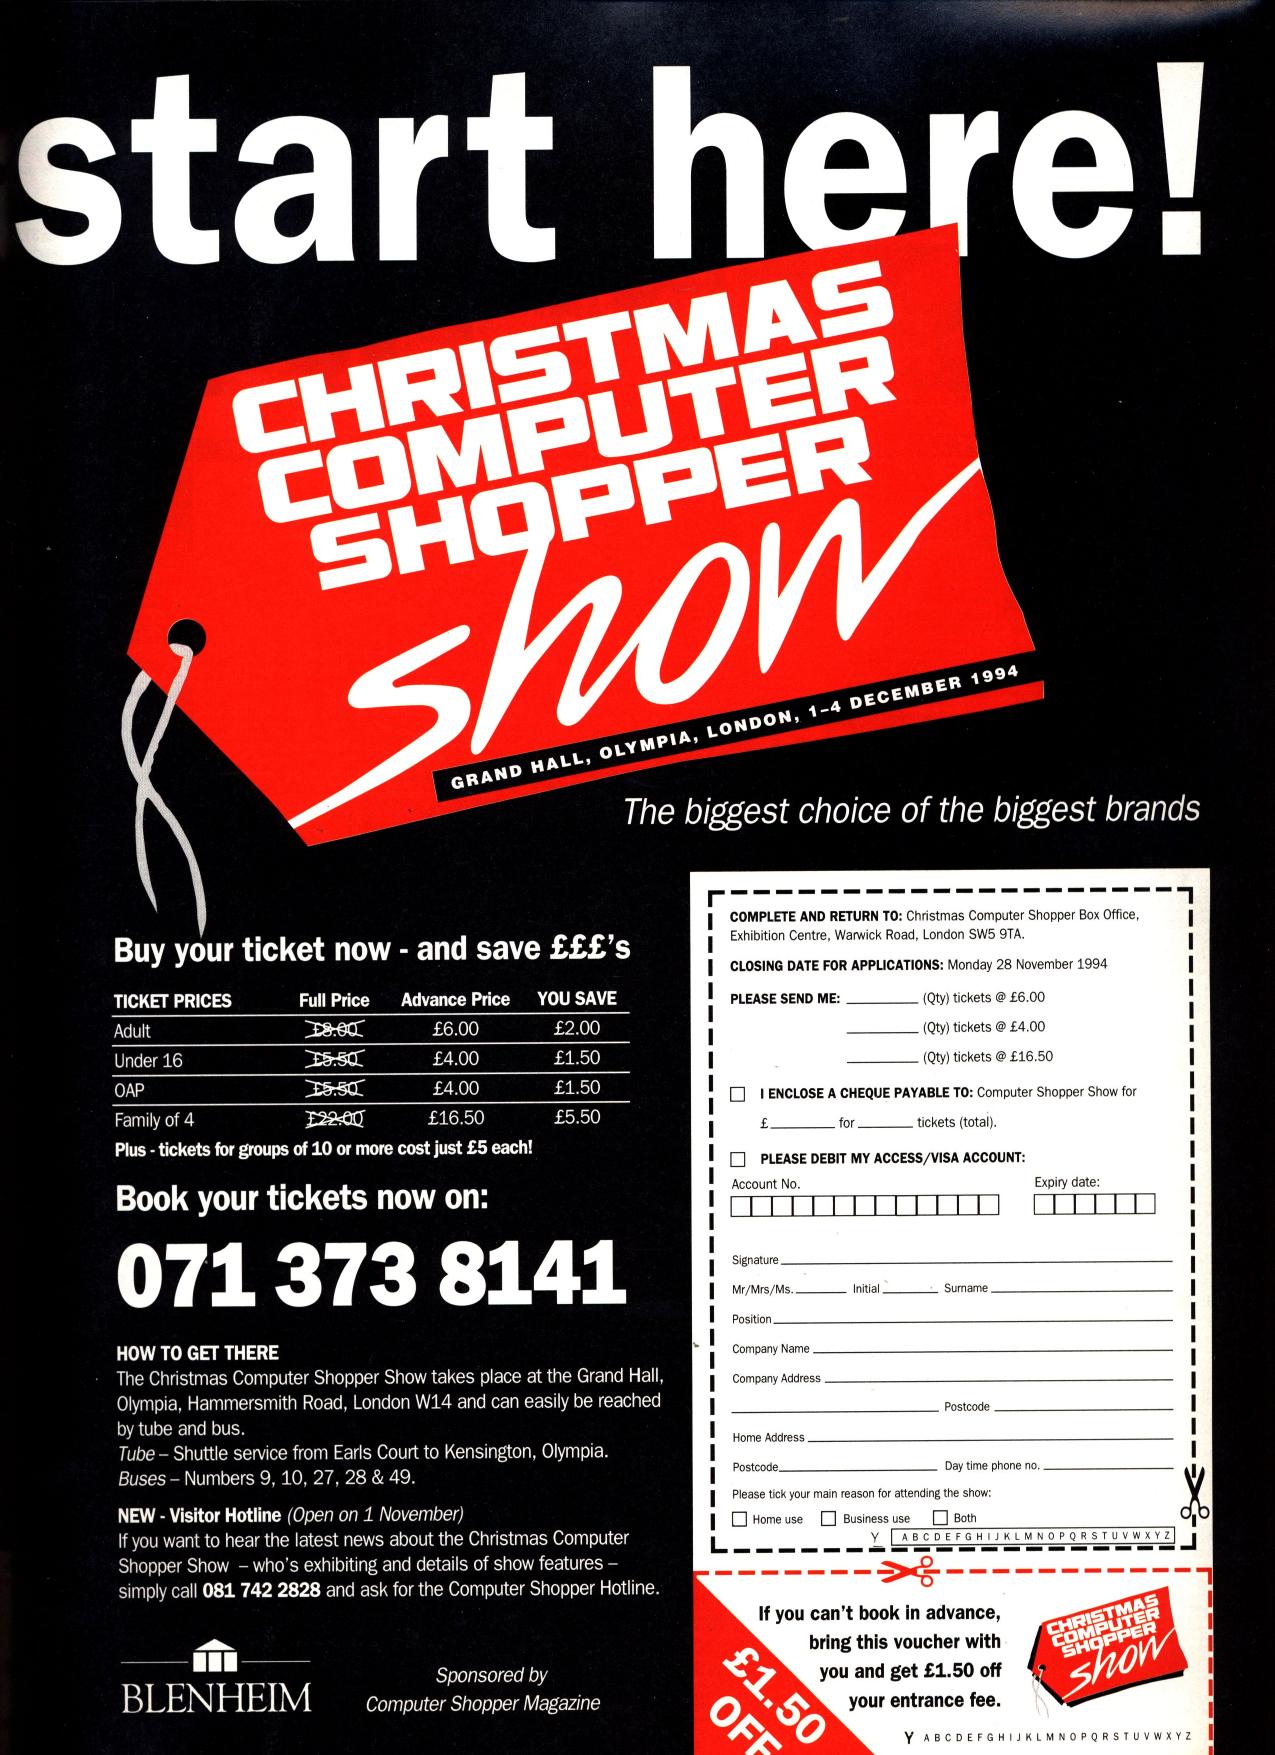 start here!
CHRISTMAS
COMPUTER
SHOPPER
show
GRAND HALL, OLYMPIA, LONDON, 1–4 DECEMBER 1994
The biggest choice of the biggest brands
Buy your ticket now - and save £££'s
TICKET PRICES Full Price Advance Price YOU SAVE
Adult £8.00 £6.00 £2.00
Under 16 £5.50 £4.00 £1.50
OAP £5.50 £4.00 £1.50
Family of 4 £22.00 £16.50 £5.50
Plus - tickets for groups of 10 or more cost just £5 each!
Book your tickets now on:
071 373 8141
HOW TO GET THERE
The Christmas Computer Shopper Show takes place at the Grand Hall,
Olympia, Hammersmith Road, London W14 and can easily be reached
by tube and bus.
Tube – Shuttle service from Earls Court to Kensington, Olympia.
Buses – Numbers 9, 10, 27, 28 & 49.
NEW - Visitor Hotline (Open on 1 November)
If you want to hear the latest news about the Christmas Computer
Shopper Show – who's exhibiting and details of show features –
simply call 081 742 2828 and ask for the Computer Shopper Hotline.
BLENHEIM
Sponsored by
Computer Shopper Magazine
COMPLETE AND RETURN TO: Christmas Computer Shopper Box Office,
Exhibition Centre, Warwick Road, London SW5 9TA.
CLOSING DATE FOR APPLICATIONS: Monday 28 November 1994
PLEASE SEND ME: (Qty) tickets @ £6.00
(Qty) tickets @ £4.00
(Qty) tickets @ £16.50
I ENCLOSE A CHEQUE PAYABLE TO: Computer Shopper Show for
£ for tickets (total).
PLEASE DEBIT MY ACCESS/VISA ACCOUNT:
Account No. Expiry date:
Signature
Mr/Mrs/Ms. Initial Surname
Position
Company Name
Company Address
Postcode
Home Address
Postcode Day time phone no.
Please tick your main reason for attending the show:
Home use Business use Both
Y A B C D E F G H I J K L M N O P Q R S T U V W X Y Z
If you can't book in advance,
bring this voucher with
you and get £1.50 off
your entrance fee.
£1.50
OFF
CHRISTMAS
COMPUTER
SHOPPER
show
Y A B C D E F G H I J K L M N O P Q R S T U V W X Y Z